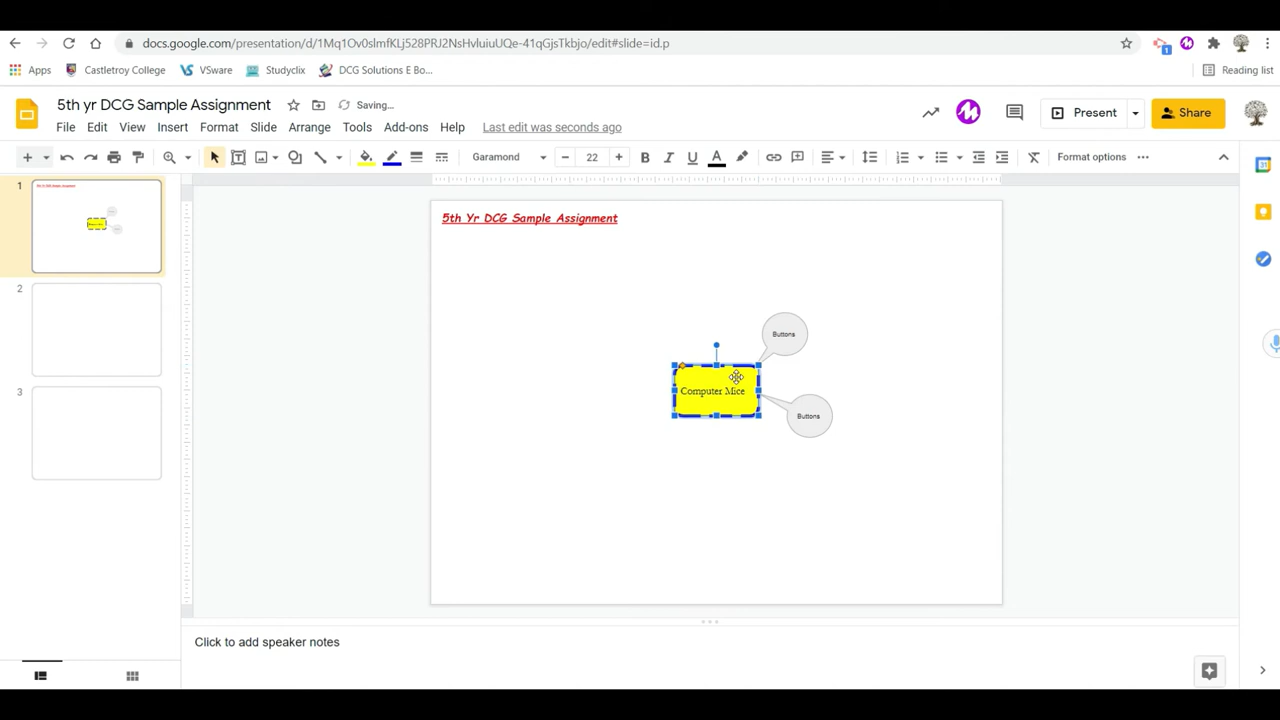 docs.google.com/presentation/d/1Mq1Ov0slmfKLj528PRJ2NsHvluiuUQe-41qGjsTkbjo/edit#slide=id.p
1
Apps
Castletroy College
VSware
Studyclix
DCG Solutions E Bo...
Reading list
5th yr DCG Sample Assignment
Saving...
File Edit View Insert Format Slide Arrange Tools Add-ons Help Last edit was seconds ago
Present
Share
Garamond
22
B I U A
Format options
1
2
3
5th Yr DCG Sample Assignment
Buttons
Computer Mice
Buttons
Click to add speaker notes